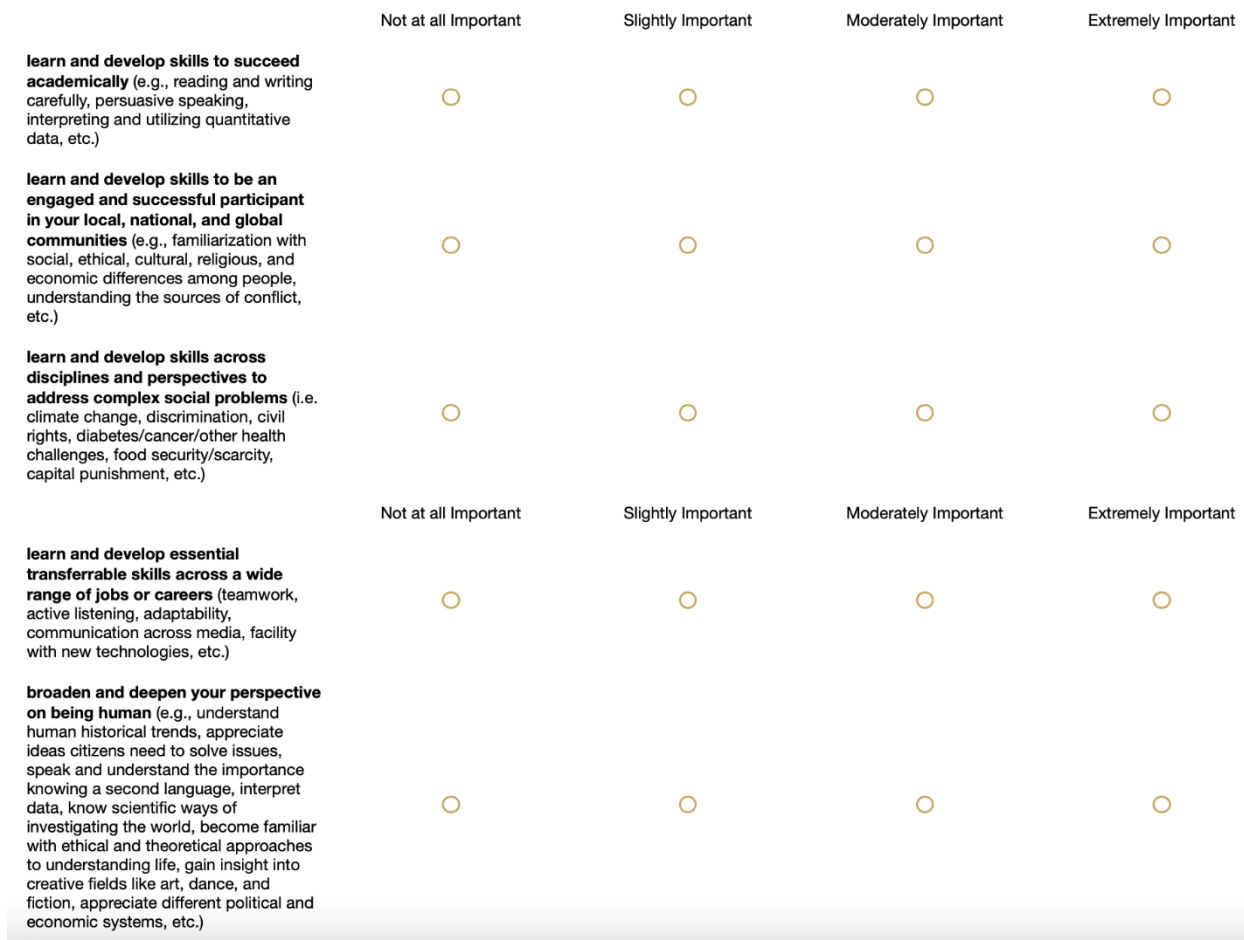 Not at all Important Slightly Important Moderately Important Extremely Important
learn and develop skills to succeed
academically (e.g., reading and writing
carefully, persuasive speaking,
interpreting and utilizing quantitative
data, etc.)
learn and develop skills to be an
engaged and successful participant
in your local, national, and global
communities (e.g., familiarization with
social, ethical, cultural, religious, and
economic differences among people,
understanding the sources of conflict,
etc.)
learn and develop skills across
disciplines and perspectives to
address complex social problems (i.e.
climate change, discrimination, civil
rights, diabetes/cancer/other health
challenges, food security/scarcity,
capital punishment, etc.)
Not at all Important Slightly Important Moderately Important Extremely Important
learn and develop essential
transferrable skills across a wide
range of jobs or careers (teamwork,
active listening, adaptability,
communication across media, facility
with new technologies, etc.)
broaden and deepen your perspective
on being human (e.g., understand
human historical trends, appreciate
ideas citizens need to solve issues,
speak and understand the importance
knowing a second language, interpret
data, know scientific ways of
investigating the world, become familiar
with ethical and theoretical approaches
to understanding life, gain insight into
creative fields like art, dance, and
fiction, appreciate different political and
economic systems, etc.)